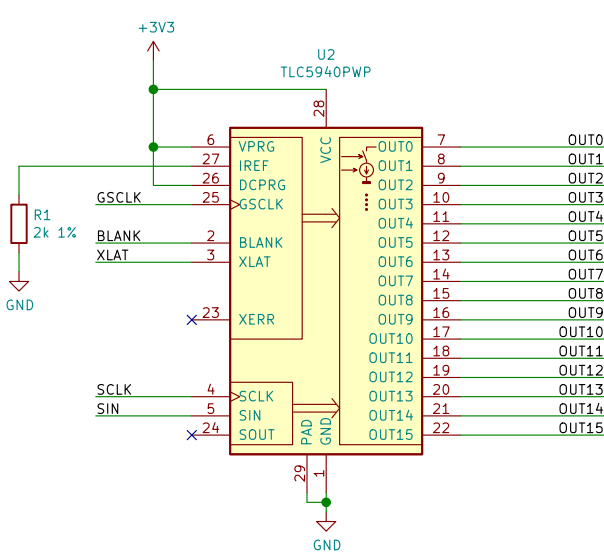 +3V3
U2
TLC5940PWP
28
VCC
6 VPRG OUT0 7 OUT0
27 IREF OUT1 8 OUT1
26 DCPRG OUT2 9 OUT2
GSCLK 25 GSCLK OUT3 10 OUT3
R1
2k 1%
OUT4 11 OUT4
BLANK 2 BLANK OUT5 12 OUT5
XLAT 3 XLAT OUT6 13 OUT6
OUT7 14 OUT7
GND
OUT8 15 OUT8
23 XERR OUT9 16 OUT9
OUT10 17 OUT10
OUT11 18 OUT11
OUT12 19 OUT12
SCLK 4 SCLK OUT13 20 OUT13
SIN 5 SIN OUT14 21 OUT14
24 SOUT OUT15 22 OUT15
PAD GND
29 1
GND